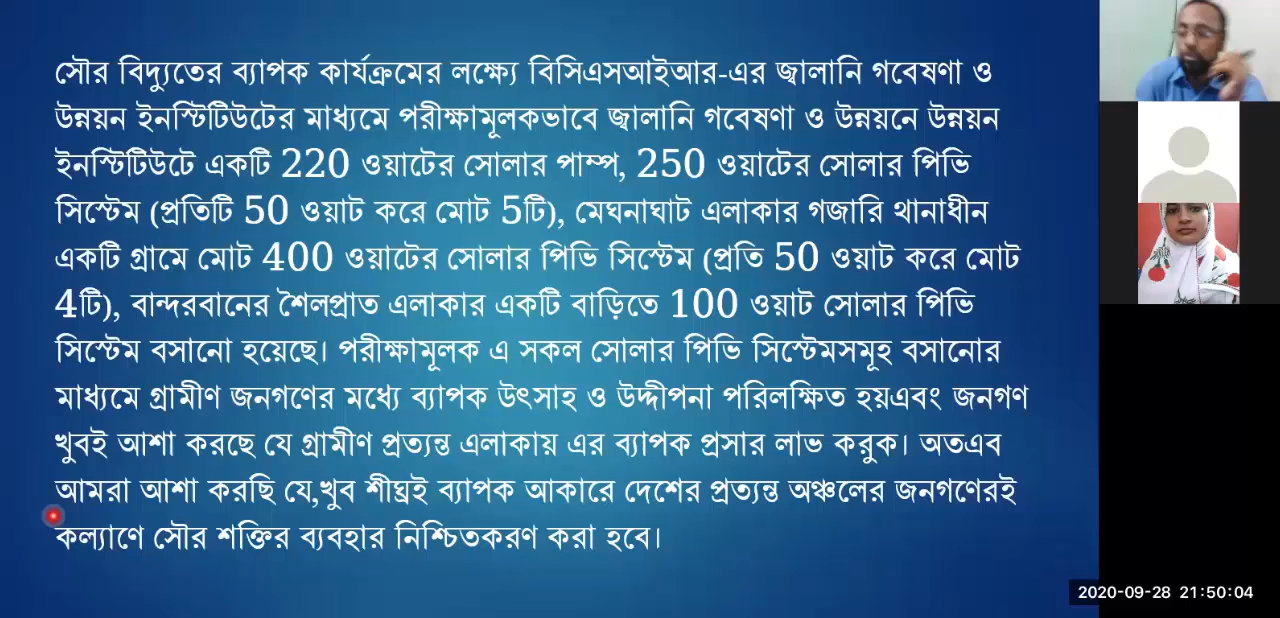 সৌর বিদ্যুতের ব্যাপক কার্যক্রমের লক্ষ্যে বিসিএসআইআর-এর জ্বালানি গবেষণা ও
উন্নয়ন ইনস্টিটিউটের মাধ্যমে পরীক্ষামূলকভাবে জ্বালানি গবেষণা ও উন্নয়নে উন্নয়ন
ইনস্টিটিউটে একটি 220 ওয়াটের সোলার পাম্প, 250 ওয়াটের সোলার পিভি
সিস্টেম (প্রতিটি 50 ওয়াট করে মোট 5টি), মেঘনাঘাট এলাকার গজারি থানাধীন
একটি গ্রামে মোট 400 ওয়াটের সোলার পিভি সিস্টেম (প্রতি 50 ওয়াট করে মোট
4টি), বান্দরবানের শৈলপ্রাত এলাকার একটি বাড়িতে 100 ওয়াট সোলার পিভি
সিস্টেম বসানো হয়েছে। পরীক্ষামূলক এ সকল সোলার পিভি সিস্টেমসমূহ বসানোর
মাধ্যমে গ্রামীণ জনগণের মধ্যে ব্যাপক উৎসাহ ও উদ্দীপনা পরিলক্ষিত হয়এবং জনগণ
খুবই আশা করছে যে গ্রামীণ প্রত্যন্ত এলাকায় এর ব্যাপক প্রসার লাভ করুক। অতএব
আমরা আশা করছি যে,খুব শীঘ্রই ব্যাপক আকারে দেশের প্রত্যন্ত অঞ্চলের জনগণেরই
কল্যাণে সৌর শক্তির ব্যবহার নিশ্চিতকরণ করা হবে।
2020-09-28 21:50:04